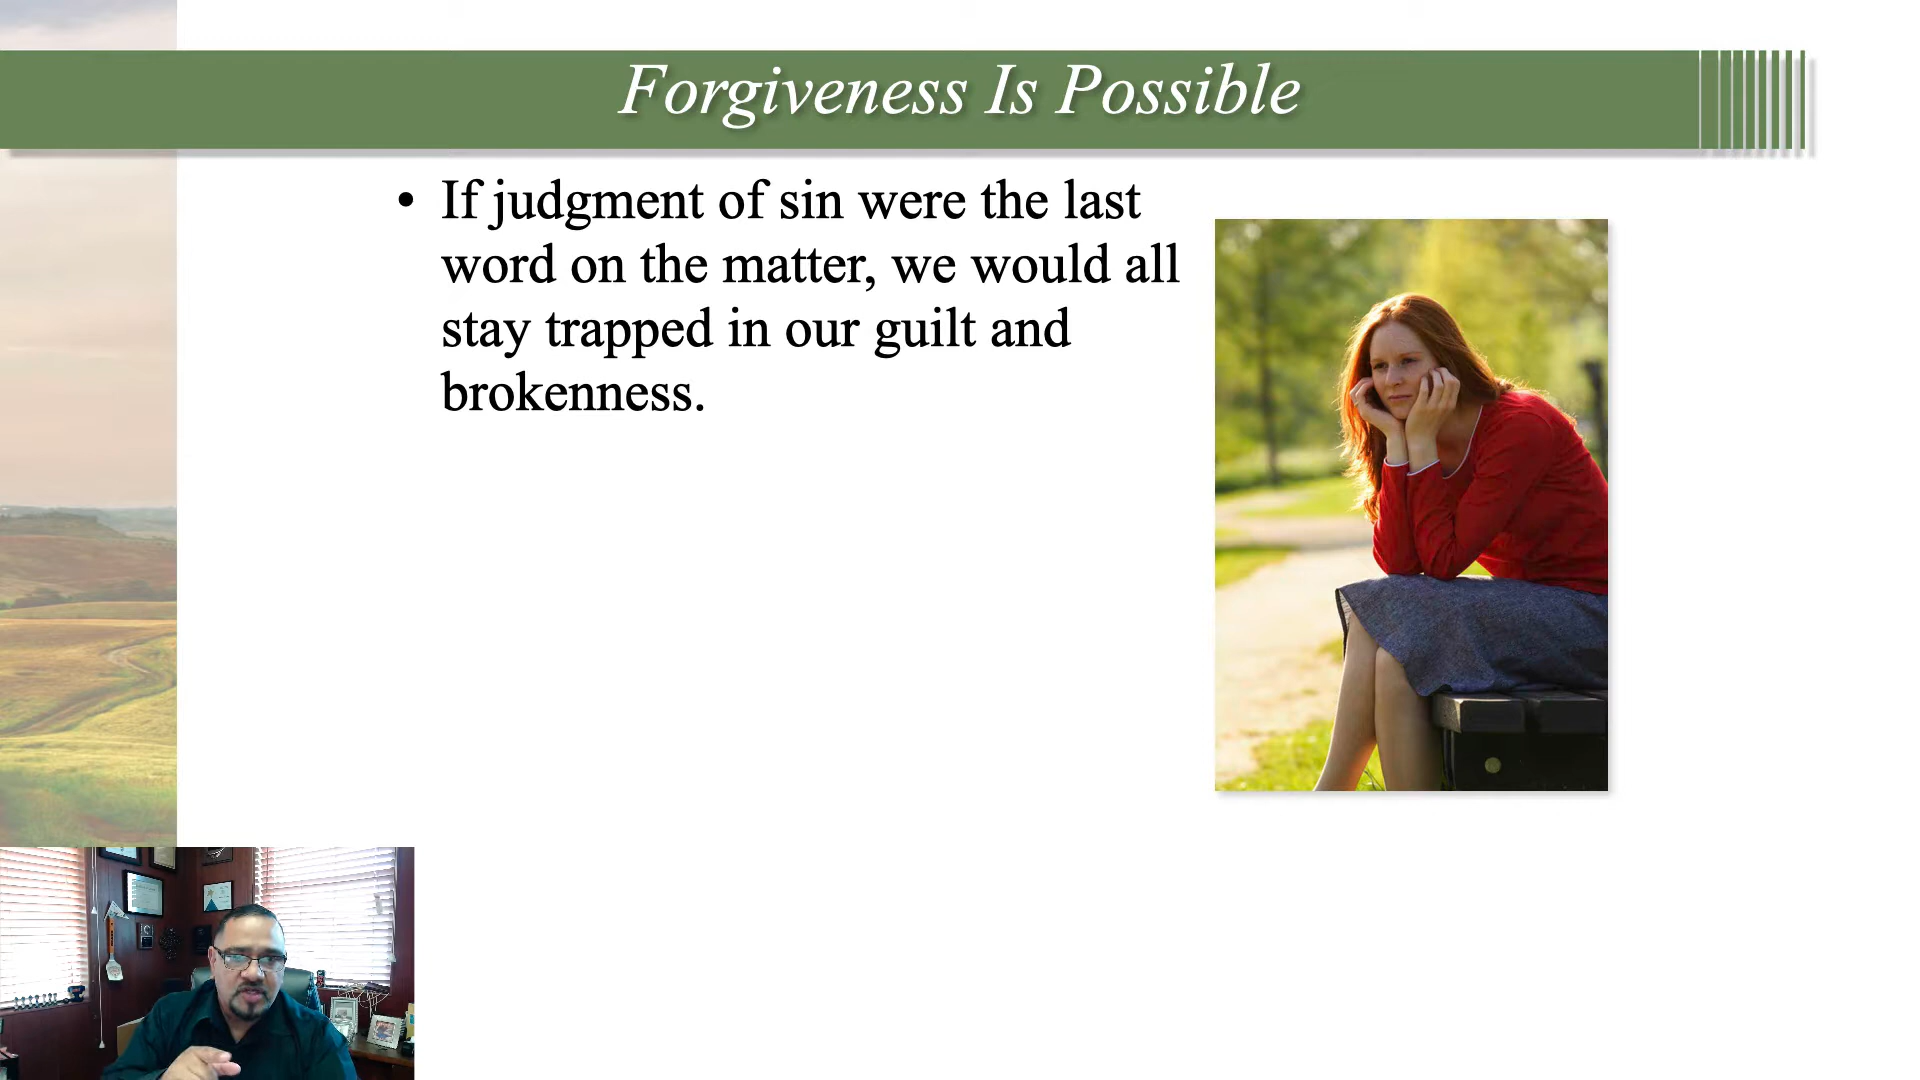 Forgiveness Is Possible
• If judgment of sin were the last
word on the matter, we would all
stay trapped in our guilt and
brokenness.